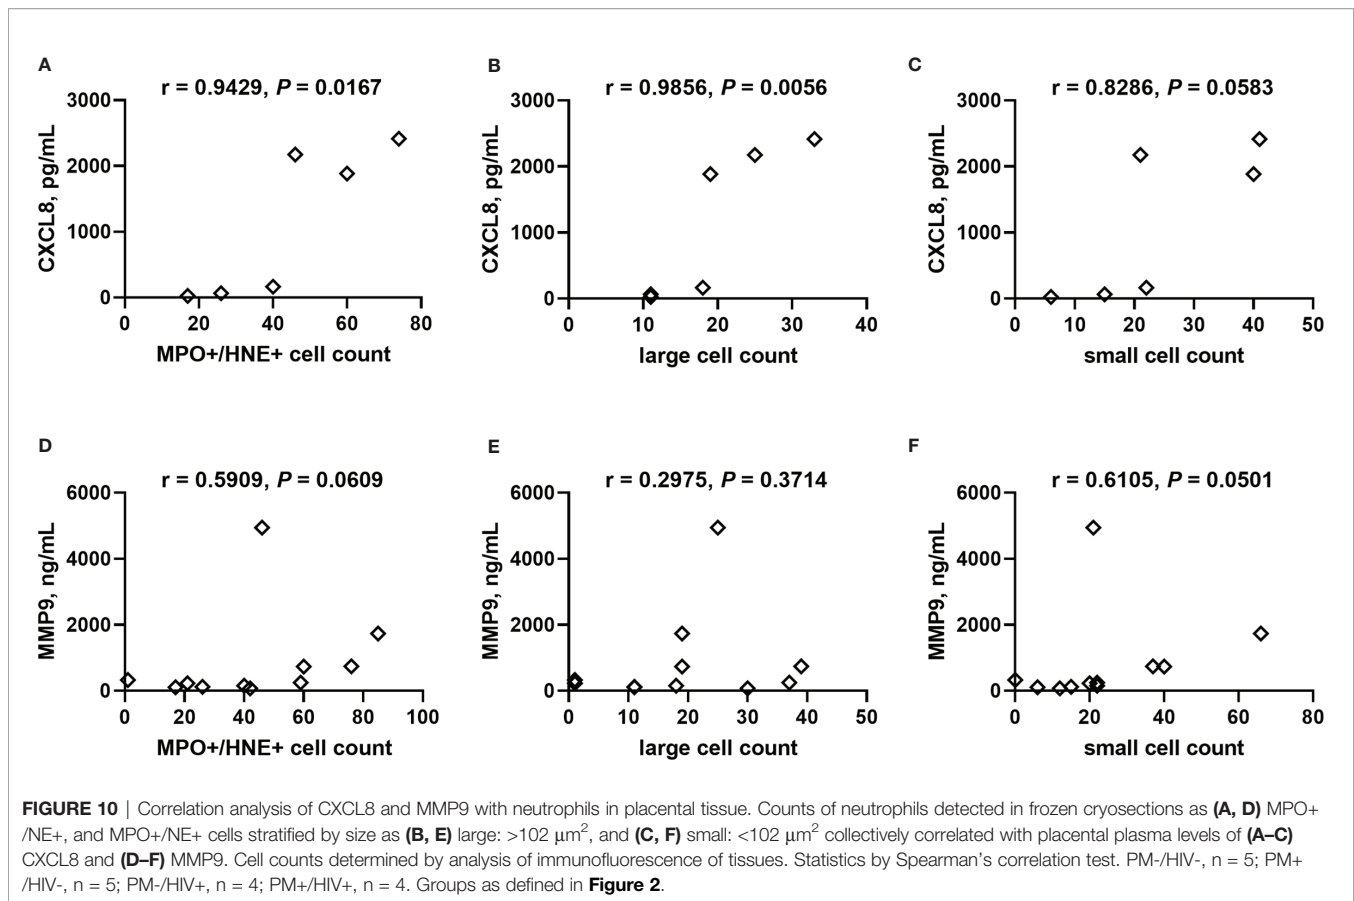 A
r = 0.9429, P = 0.0167
CXCL8, pg/mL
3000
2000
1000
0
0 20 40 60 80
MPO+/HNE+ cell count
B
r = 0.9856, P = 0.0056
CXCL8, pg/mL
3000
2000
1000
0
0 10 20 30 40
large cell count
C
r = 0.8286, P = 0.0583
CXCL8, pg/mL
3000
2000
1000
0
0 10 20 30 40 50
small cell count
D
r = 0.5909, P = 0.0609
MMP9, ng/mL
6000
4000
2000
0
0 20 40 60 80 100
MPO+/HNE+ cell count
E
r = 0.2975, P = 0.3714
MMP9, ng/mL
6000
4000
2000
0
0 10 20 30 40 50
large cell count
F
r = 0.6105, P = 0.0501
MMP9, ng/mL
6000
4000
2000
0
0 20 40 60 80
small cell count
FIGURE 10 | Correlation analysis of CXCL8 and MMP9 with neutrophils in placental tissue. Counts of neutrophils detected in frozen cryosections as (A, D) MPO+
/NE+, and MPO+/NE+ cells stratified by size as (B, E) large: >102 μm², and (C, F) small: <102 μm² collectively correlated with placental plasma levels of (A–C)
CXCL8 and (D–F) MMP9. Cell counts determined by analysis of immunofluorescence of tissues. Statistics by Spearman's correlation test. PM-/HIV-, n = 5; PM+
/HIV-, n = 5; PM-/HIV+, n = 4; PM+/HIV+, n = 4. Groups as defined in Figure 2.